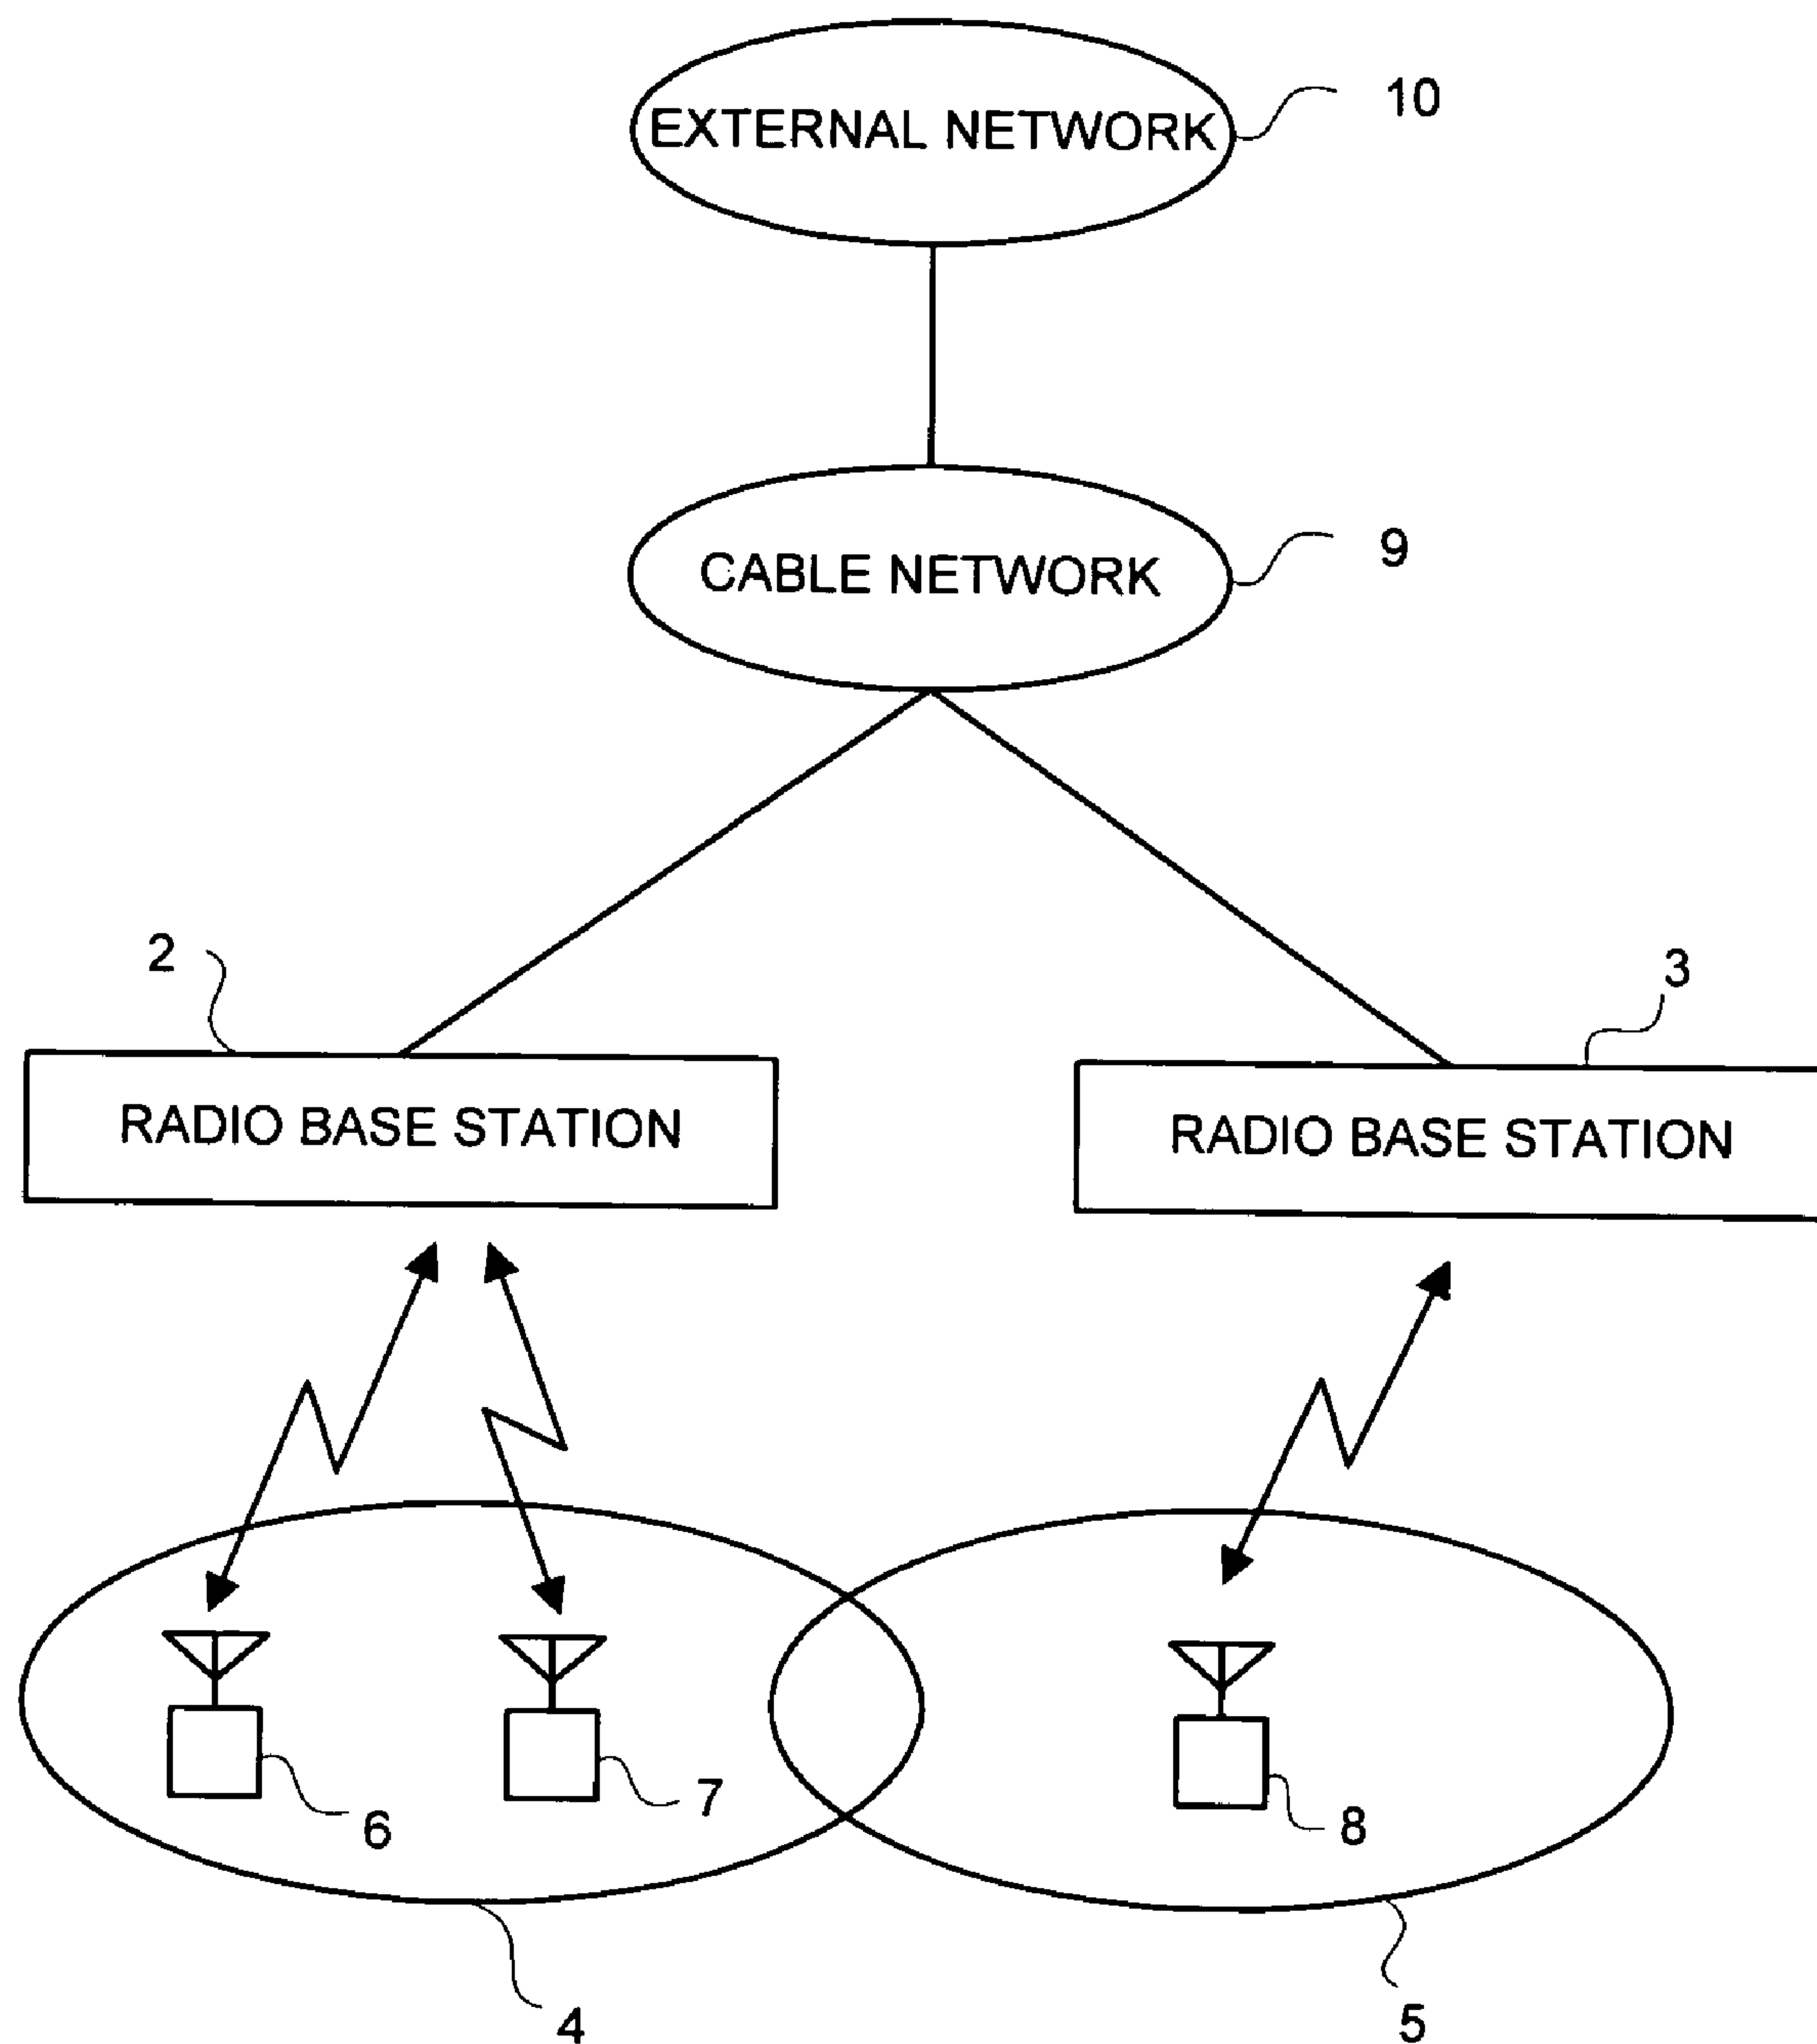 EXTERNAL NETWORK
10
CABLE NETWORK
9
2
3
RADIO BASE STATION
RADIO BASE STATION
6
7
8
4
5